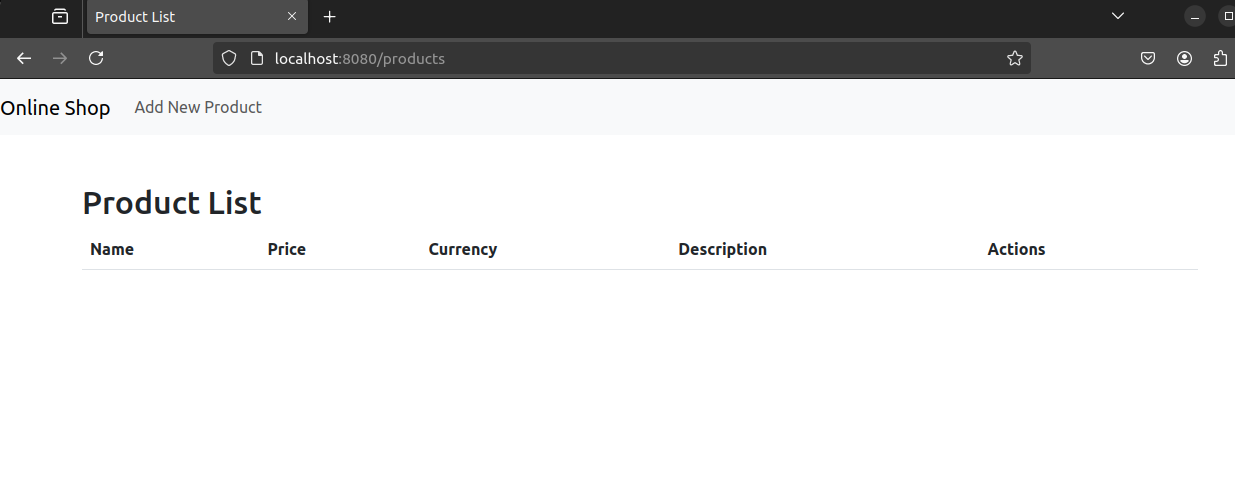 Product List
localhost:8080/products
Online Shop Add New Product
Product List
Name Price Currency Description Actions